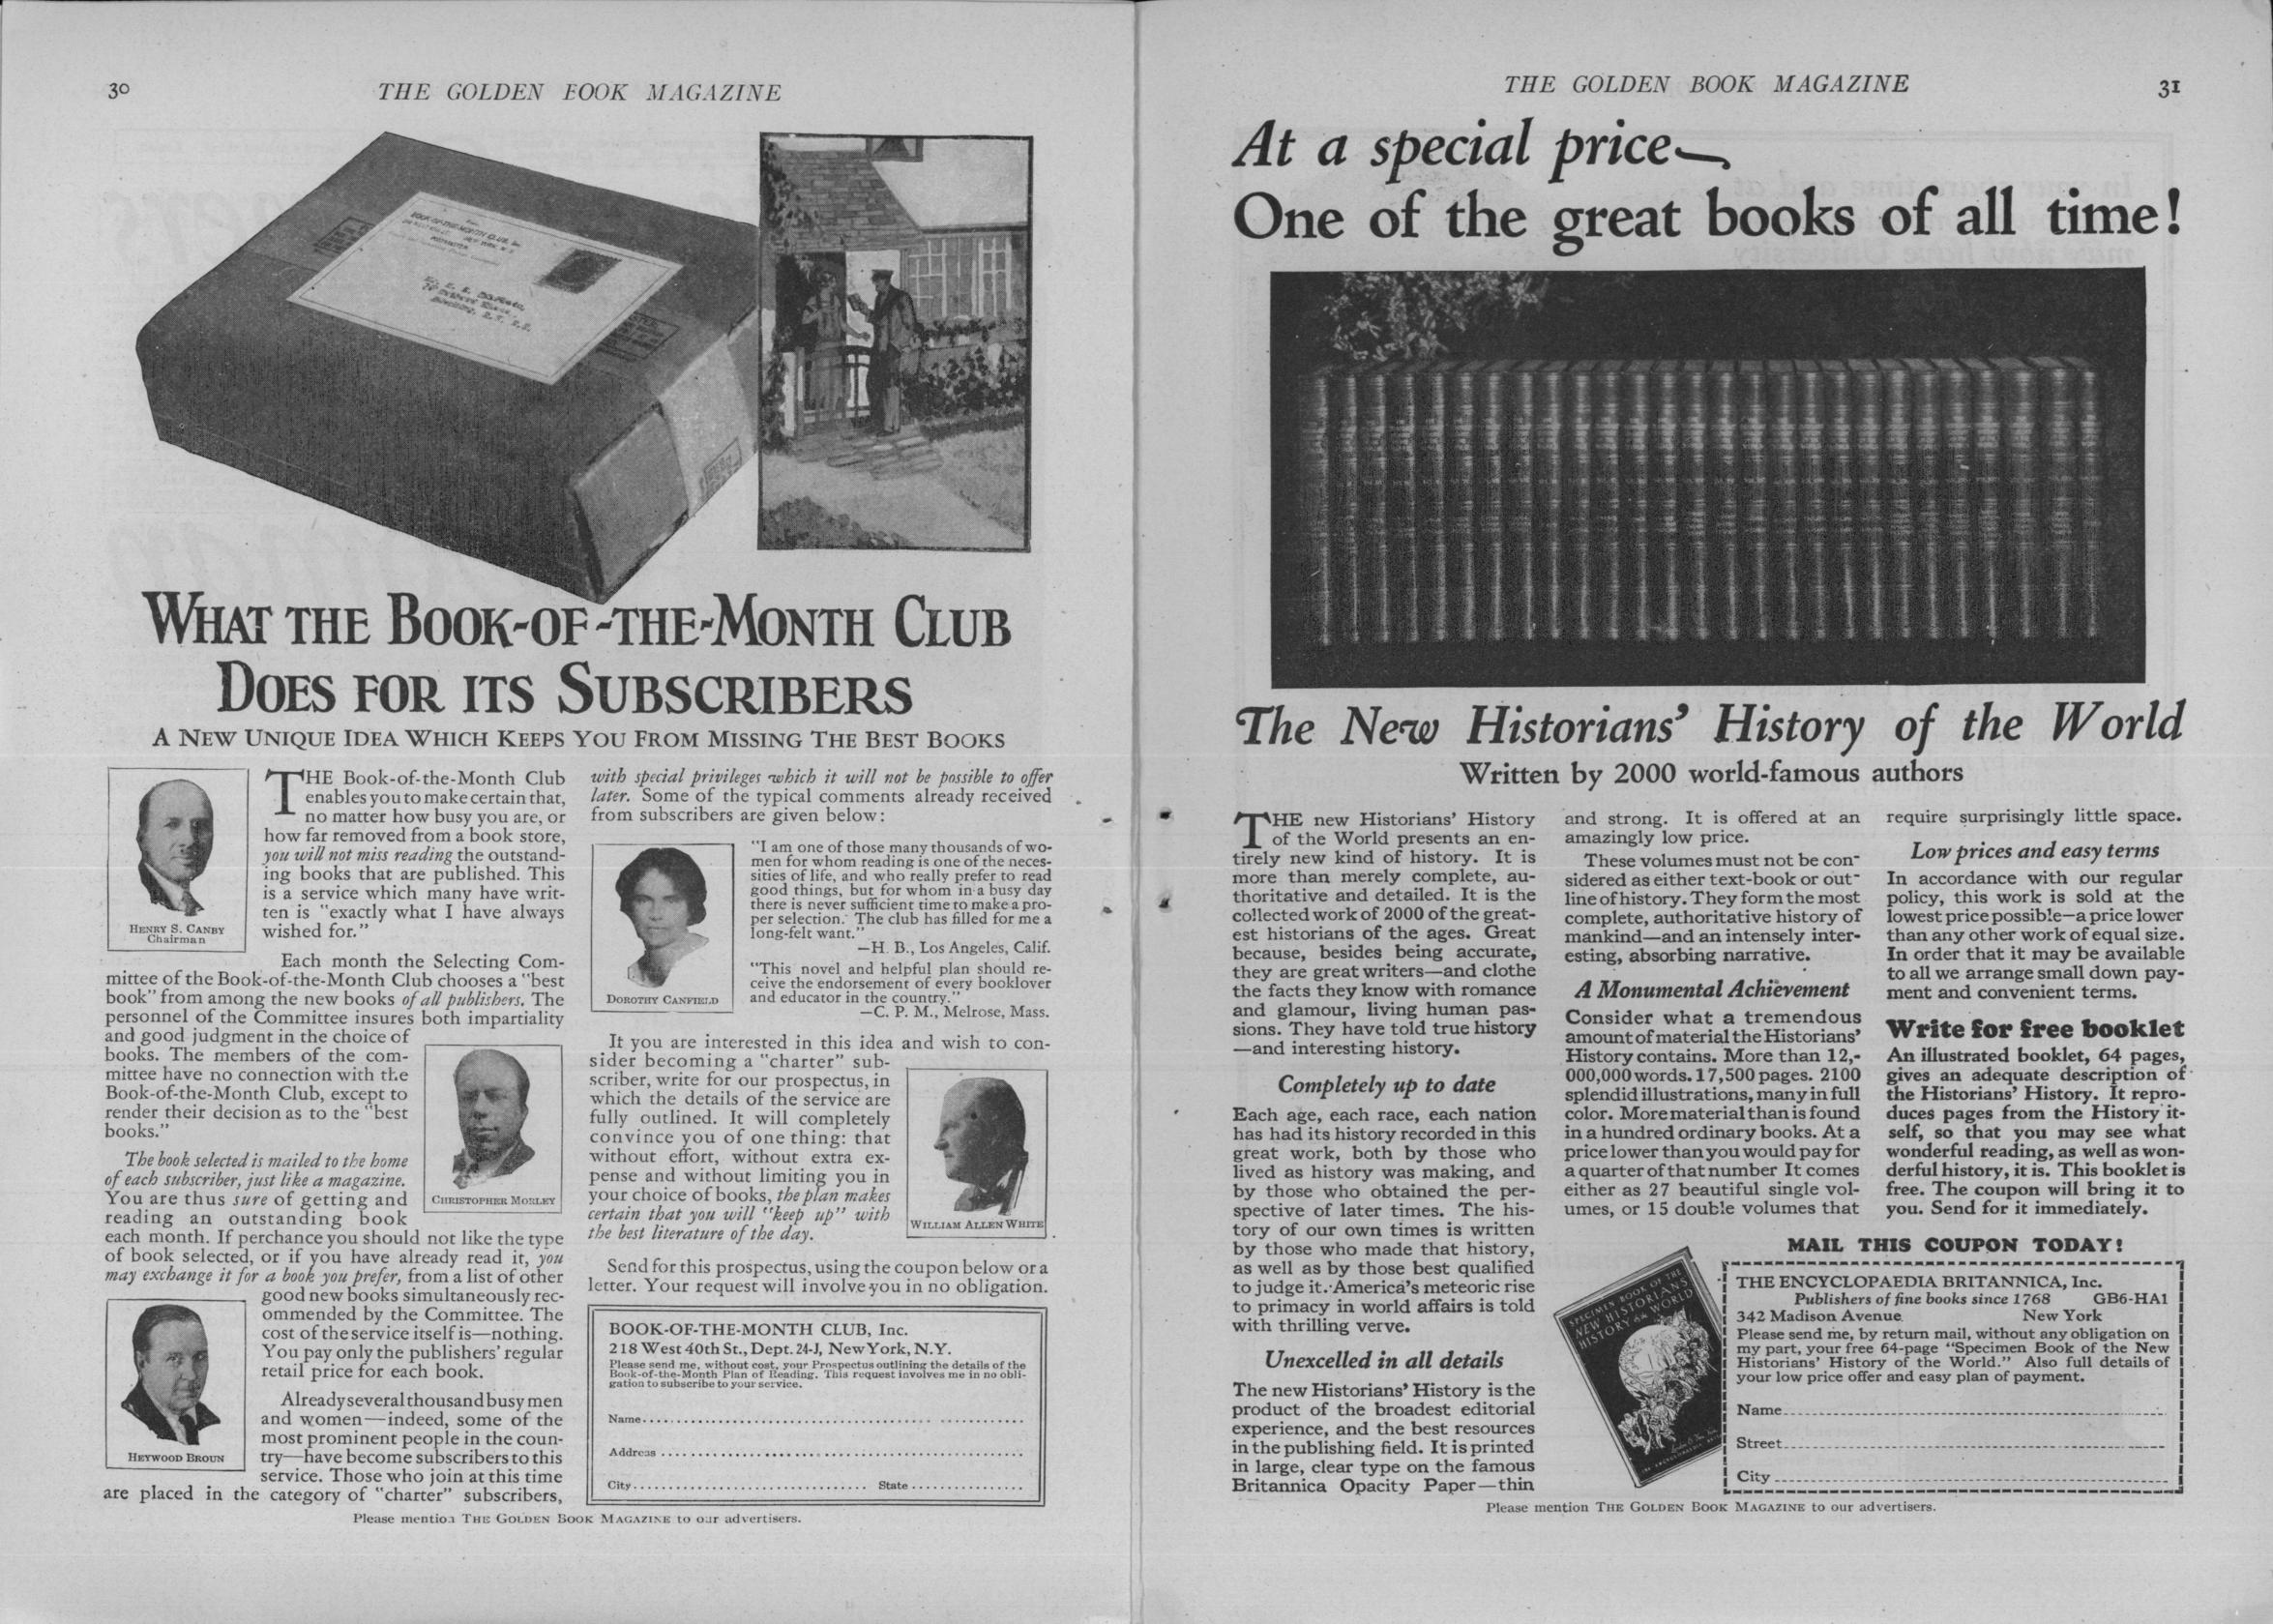 30
THE GOLDEN BOOK MAGAZINE
BOOK-OF-THE-MONTH CLUB, Inc.
WHAT THE BOOK-OF-THE-MONTH CLUB
DOES FOR ITS SUBSCRIBERS
A NEW UNIQUE IDEA WHICH KEEPS YOU FROM MISSING THE BEST BOOKS
HENRY S. CANBY
Chairman
THE Book-of-the-Month Club
enables you to make certain that,
no matter how busy you are, or
how far removed from a book store,
you will not miss reading the outstand-
ing books that are published. This
is a service which many have writ-
ten is "exactly what I have always
wished for."
Each month the Selecting Com-
mittee of the Book-of-the-Month Club chooses a "best
book" from among the new books of all publishers. The
personnel of the Committee insures both impartiality
and good judgment in the choice of
books. The members of the com-
mittee have no connection with the
Book-of-the-Month Club, except to
render their decision as to the "best
books."
CHRISTOPHER MORLEY
The book selected is mailed to the home
of each subscriber, just like a magazine.
You are thus sure of getting and
reading an outstanding book
each month. If perchance you should not like the type
of book selected, or if you have already read it, you
may exchange it for a book you prefer, from a list of other
good new books simultaneously rec-
ommended by the Committee. The
cost of the service itself is—nothing.
You pay only the publishers' regular
retail price for each book.
HEYWOOD BROUN
Already several thousand busy men
and women—indeed, some of the
most prominent people in the coun-
try—have become subscribers to this
service. Those who join at this time
are placed in the category of "charter" subscribers,
with special privileges which it will not be possible to offer
later. Some of the typical comments already received
from subscribers are given below:
DOROTHY CANFIELD
"I am one of those many thousands of wo-
men for whom reading is one of the neces-
sities of life, and who really prefer to read
good things, but for whom in a busy day
there is never sufficient time to make a pro-
per selection. The club has filled for me a
long-felt want."
—H. B., Los Angeles, Calif.
"This novel and helpful plan should re-
ceive the endorsement of every booklover
and educator in the country."
—C. P. M., Melrose, Mass.
It you are interested in this idea and wish to con-
sider becoming a "charter" sub-
scriber, write for our prospectus, in
which the details of the service are
fully outlined. It will completely
convince you of one thing: that
without effort, without extra ex-
pense and without limiting you in
your choice of books, the plan makes
certain that you will "keep up" with
the best literature of the day.
WILLIAM ALLEN WHITE
Send for this prospectus, using the coupon below or a
letter. Your request will involve you in no obligation.
BOOK-OF-THE-MONTH CLUB, Inc.
218 West 40th St., Dept. 24-J, New York, N.Y.
Please send me, without cost, your Prospectus outlining the details of the
Book-of-the-Month Plan of Reading. This request involves me in no obli-
gation to subscribe to your service.
Name
Address
City State
Please mention THE GOLDEN BOOK MAGAZINE to our advertisers.
THE GOLDEN BOOK MAGAZINE
31
At a special price—
One of the great books of all time!
The New Historians' History of the World
Written by 2000 world-famous authors
THE new Historians' History
of the World presents an en-
tirely new kind of history. It is
more than merely complete, au-
thoritative and detailed. It is the
collected work of 2000 of the great-
est historians of the ages. Great
because, besides being accurate,
they are great writers—and clothe
the facts they know with romance
and glamour, living human pas-
sions. They have told true history
—and interesting history.
Completely up to date
Each age, each race, each nation
has had its history recorded in this
great work, both by those who
lived as history was making, and
by those who obtained the per-
spective of later times. The his-
tory of our own times is written
by those who made that history,
as well as by those best qualified
to judge it. America's meteoric rise
to primacy in world affairs is told
with thrilling verve.
Unexcelled in all details
The new Historians' History is the
product of the broadest editorial
experience, and the best resources
in the publishing field. It is printed
in large, clear type on the famous
Britannica Opacity Paper—thin
and strong. It is offered at an
amazingly low price.
These volumes must not be con-
sidered as either text-book or out-
line of history. They form the most
complete, authoritative history of
mankind—and an intensely inter-
esting, absorbing narrative.
A Monumental Achievement
Consider what a tremendous
amount of material the Historians'
History contains. More than 12,-
000,000 words. 17,500 pages. 2100
splendid illustrations, many in full
color. More material than is found
in a hundred ordinary books. At a
price lower than you would pay for
a quarter of that number It comes
either as 27 beautiful single vol-
umes, or 15 double volumes that
require surprisingly little space.
Low prices and easy terms
In accordance with our regular
policy, this work is sold at the
lowest price possible—a price lower
than any other work of equal size.
In order that it may be available
to all we arrange small down pay-
ment and convenient terms.
Write for free booklet
An illustrated booklet, 64 pages,
gives an adequate description of
the Historians' History. It repro-
duces pages from the History it-
self, so that you may see what
wonderful reading, as well as won-
derful history, it is. This booklet is
free. The coupon will bring it to
you. Send for it immediately.
MAIL THIS COUPON TODAY!
SPECIMEN BOOK OF THE
NEW HISTORIANS
HISTORY of the WORLD
THE ENCYCLOPAEDIA BRITANNICA, Inc.
Publishers of fine books since 1768 GB6-HA1
342 Madison Avenue New York
Please send me, by return mail, without any obligation on
my part, your free 64-page "Specimen Book of the New
Historians' History of the World." Also full details of
your low price offer and easy plan of payment.
Name
Street
City
Please mention THE GOLDEN BOOK MAGAZINE to our advertisers.